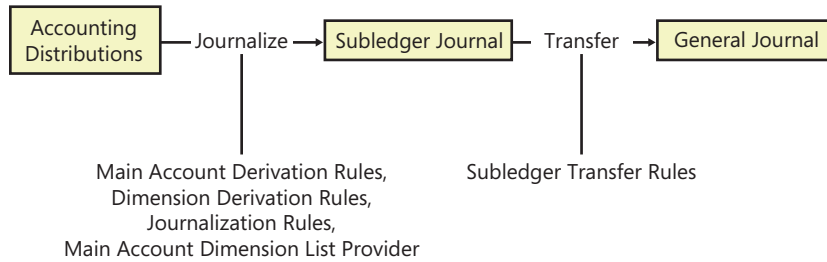 Accounting
Distributions
Journalize
Subledger Journal
Transfer
General Journal
Main Account Derivation Rules,
Dimension Derivation Rules,
Journalization Rules,
Main Account Dimension List Provider
Subledger Transfer Rules